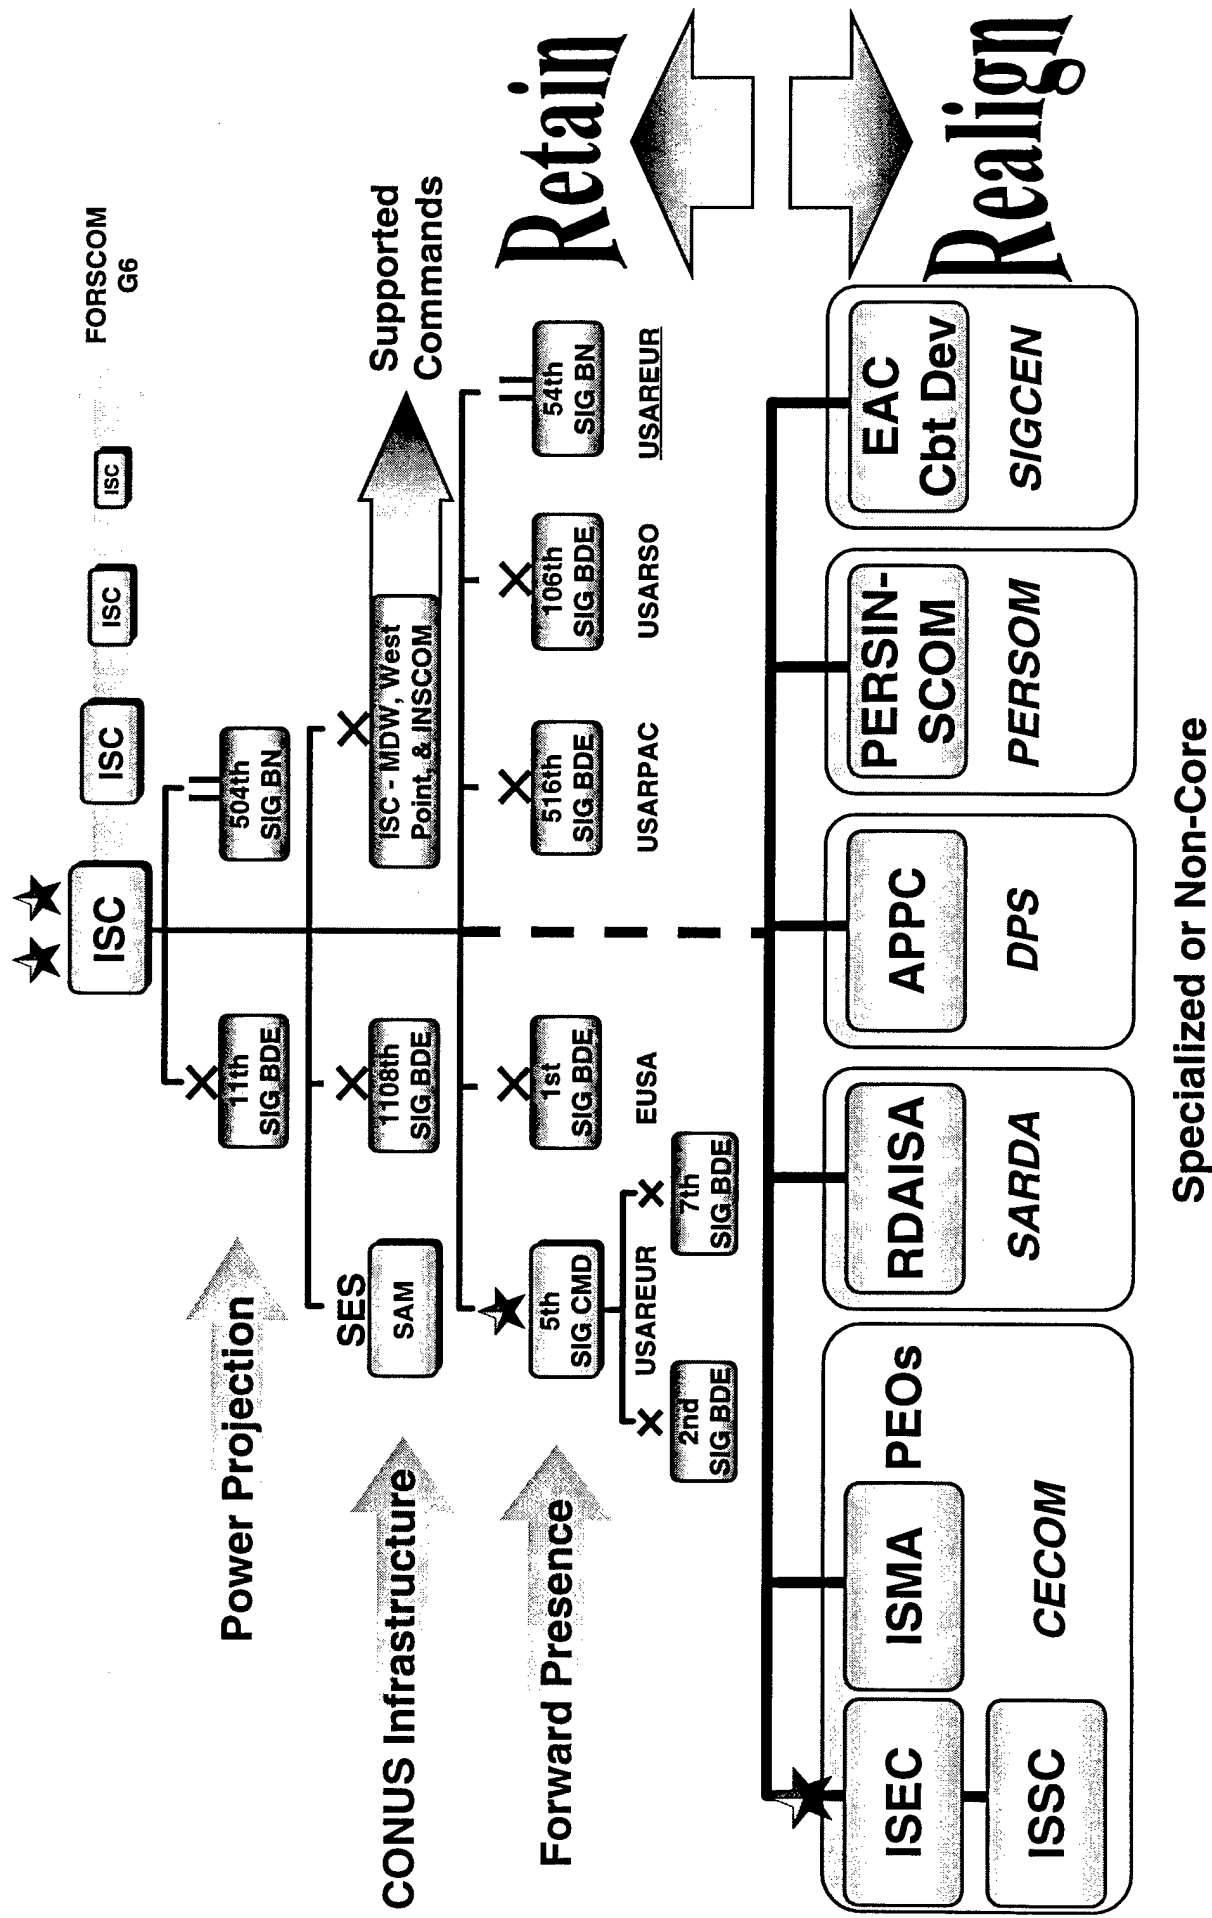 FORSCOM
G6
ISC
ISC
ISC
ISC
Power Projection
11th
SIG BDE
504th
SIG BN
CONUS Infrastructure
SES
SAM
1108th
SIG BDE
ISC - MDW, West
Point, & INSCOM
Supported
Commands
Forward Presence
5th
SIG CMD
1st
SIG BDE
516th
SIG BDE
106th
SIG BDE
54th
SIG BN
USAREUR
EUSA
USARPAC
USARSO
USAREUR
2nd
SIG BDE
7th
SIG BDE
Retain
Realign
ISEC
ISMA
PEOs
RDAISA
APPC
PERSIN-
SCOM
EAC
Cbt Dev
ISSC
CECOM
SARDA
DPS
PERSOM
SIGCEN
Specialized or Non-Core